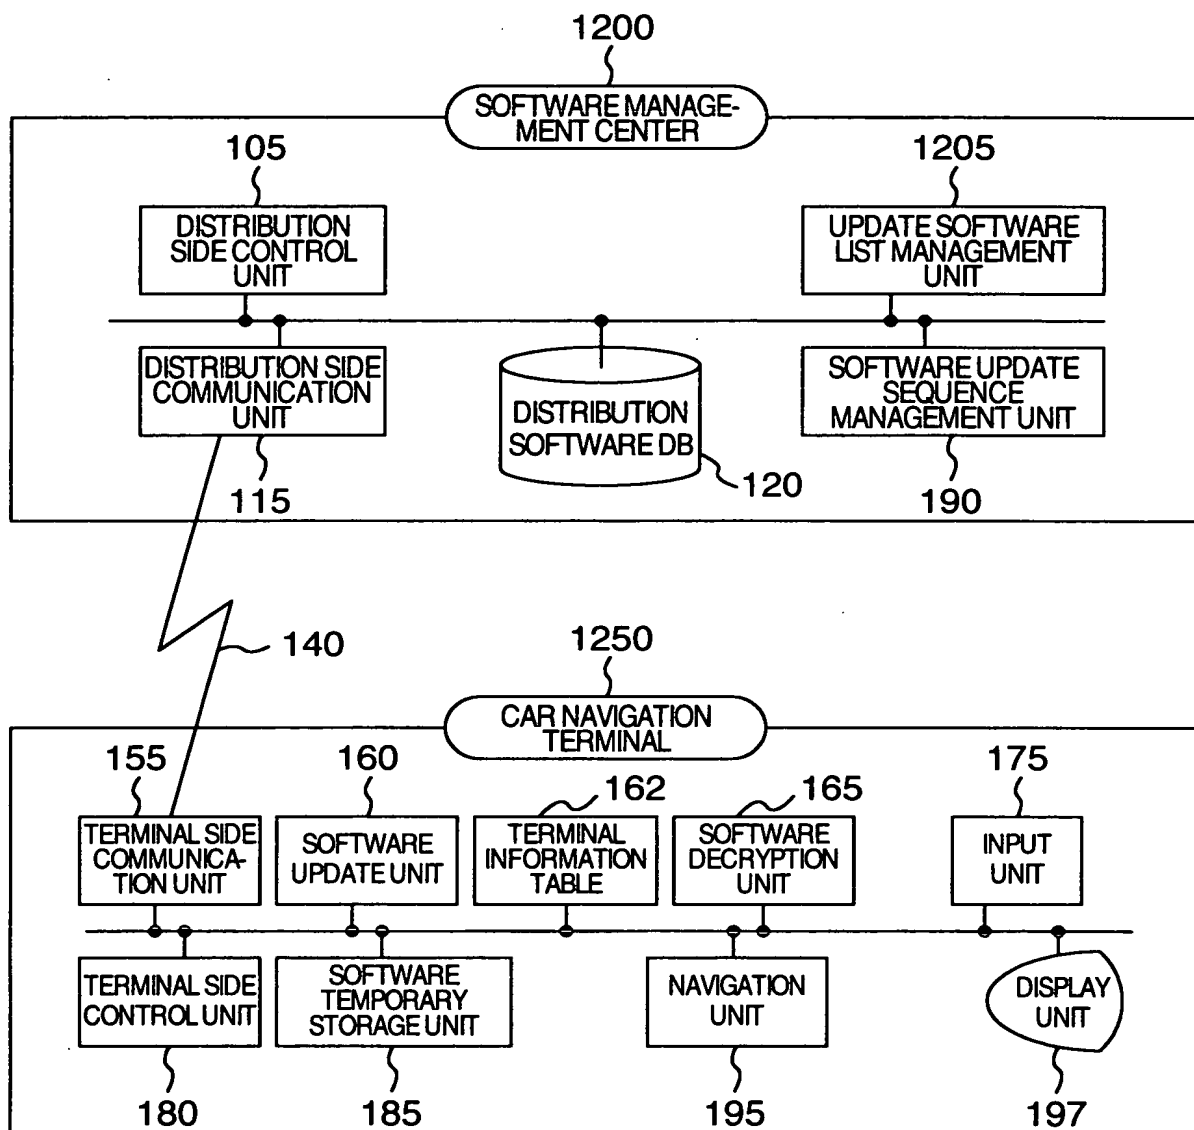 1200
SOFTWARE MANAGE-
MENT CENTER
105
1205
DISTRIBUTION
SIDE CONTROL
UNIT
UPDATE SOFTWARE
LIST MANAGEMENT
UNIT
DISTRIBUTION SIDE
COMMUNICATION
UNIT
DISTRIBUTION
SOFTWARE DB
SOFTWARE UPDATE
SEQUENCE
MANAGEMENT UNIT
115
120
190
140
1250
CAR NAVIGATION
TERMINAL
155
160
162
165
175
TERMINAL SIDE
COMMUNICA-
TION UNIT
SOFTWARE
UPDATE UNIT
TERMINAL
INFORMATION
TABLE
SOFTWARE
DECRYPTION
UNIT
INPUT
UNIT
TERMINAL SIDE
CONTROL UNIT
SOFTWARE
TEMPORARY
STORAGE UNIT
NAVIGATION
UNIT
DISPLAY
UNIT
180
185
195
197